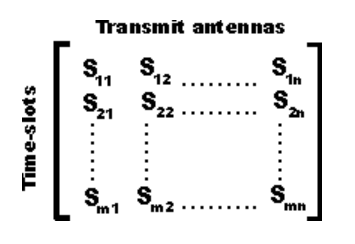 Transmit antennas
Time-slots
S11 S12 ......... S1n
S21 S22 ......... S2n
Sm1 Sm2 ......... Smn